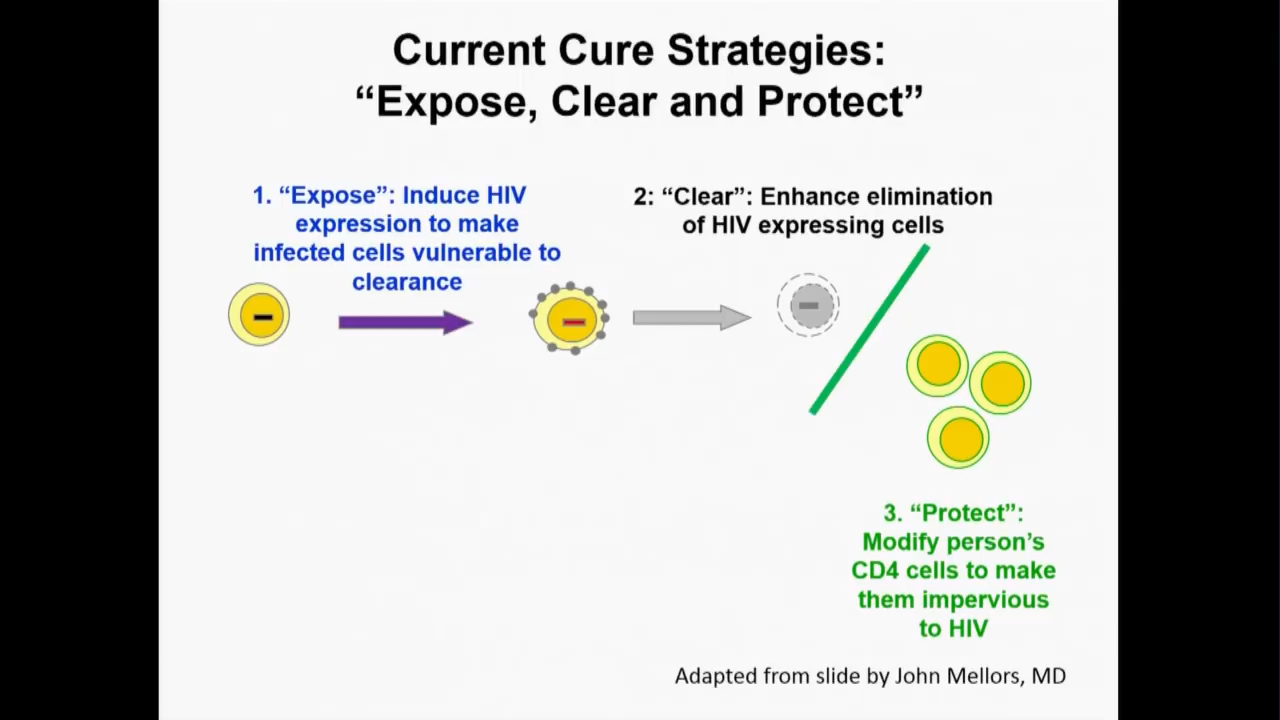 Current Cure Strategies:
“Expose, Clear and Protect”
1. “Expose”: Induce HIV
expression to make
infected cells vulnerable to
clearance
2: “Clear”: Enhance elimination
of HIV expressing cells
3. “Protect”:
Modify person’s
CD4 cells to make
them impervious
to HIV
Adapted from slide by John Mellors, MD